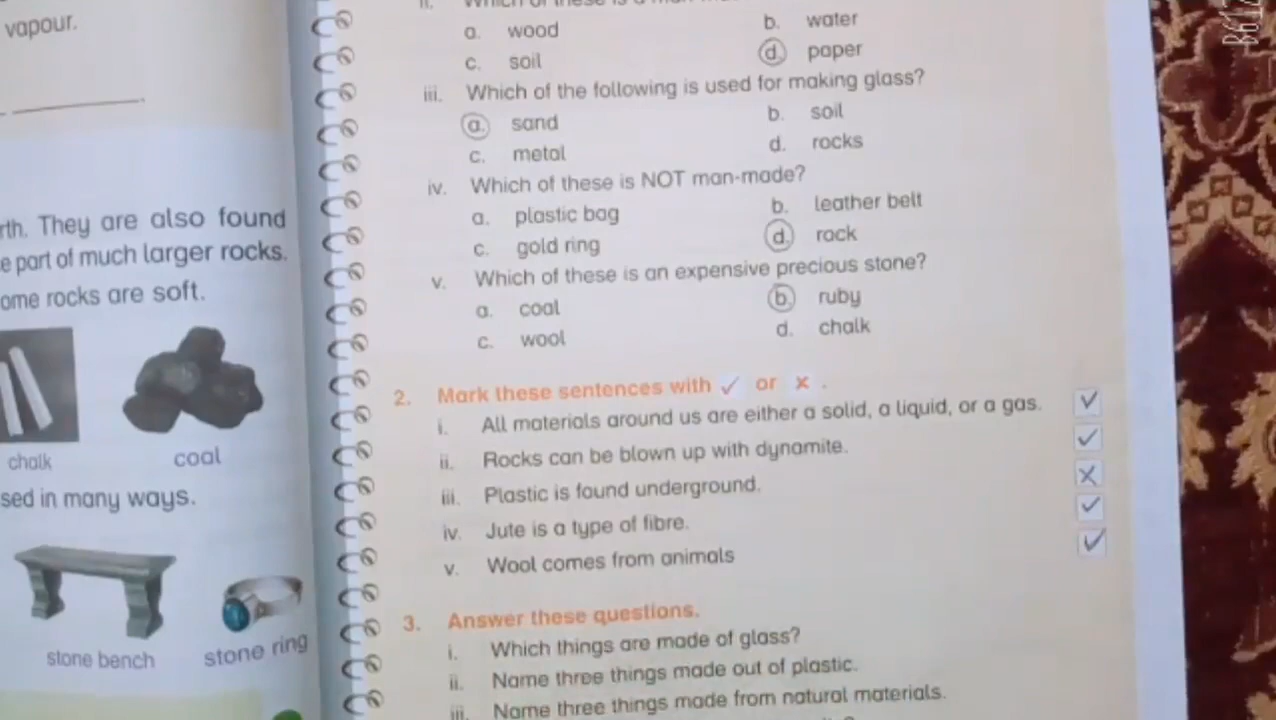 vapour.
rth. They are also found
e part of much larger rocks.
ome rocks are soft.
chalk
coal
sed in many ways.
stone bench
stone ring
ii. Which of these is a man
a. wood
b. water
c. soil
d. paper
iii. Which of the following is used for making glass?
a. sand
b. soil
c. metal
d. rocks
iv. Which of these is NOT man-made?
a. plastic bag
b. leather belt
c. gold ring
d. rock
v. Which of these is an expensive precious stone?
a. coal
b. ruby
c. wool
d. chalk
2. Mark these sentences with ✓ or x .
i. All materials around us are either a solid, a liquid, or a gas. ✓
ii. Rocks can be blown up with dynamite. ✓
iii. Plastic is found underground. X
iv. Jute is a type of fibre. ✓
v. Wool comes from animals ✓
3. Answer these questions.
i. Which things are made of glass?
ii. Name three things made out of plastic.
iii. Name three things made from natural materials.
B612